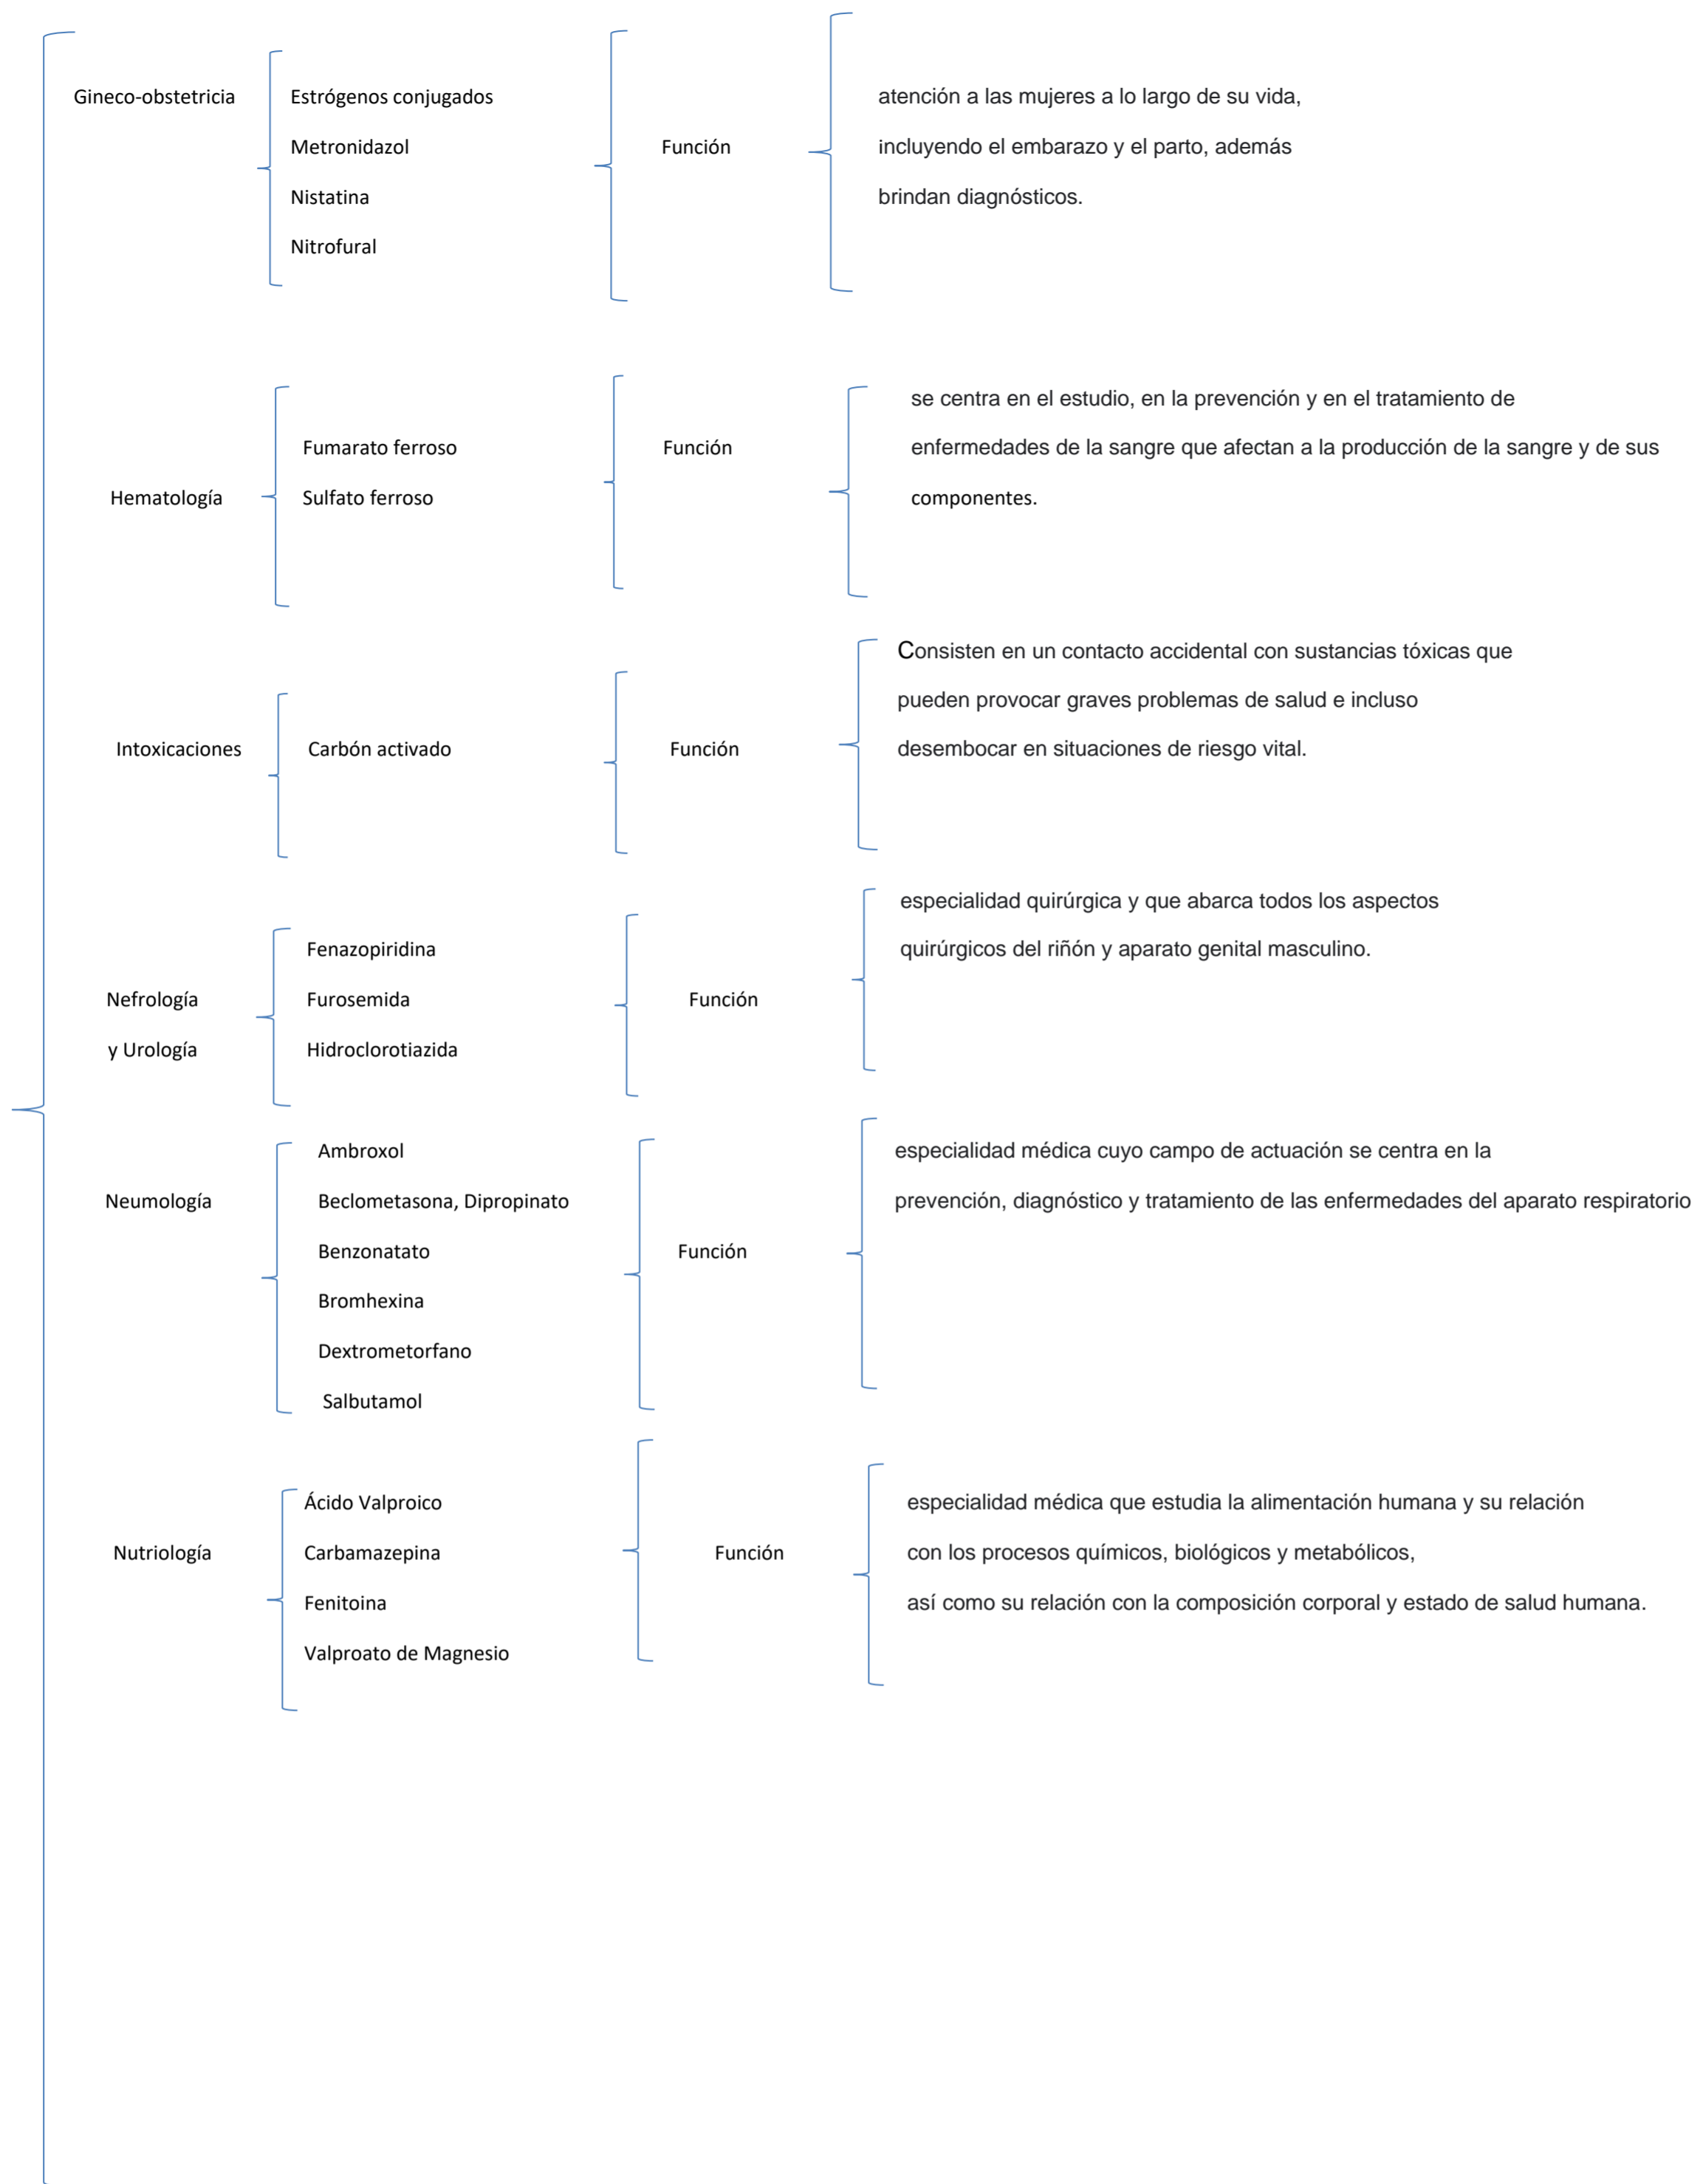 Gineco-obstetricia
Estrógenos conjugados
Metronidazol
Nistatina
Nitrofural
Función
atención a las mujeres a lo largo de su vida,
incluyendo el embarazo y el parto, además
brindan diagnósticos.
Hematología
Fumarato ferroso
Sulfato ferroso
Función
se centra en el estudio, en la prevención y en el tratamiento de
enfermedades de la sangre que afectan a la producción de la sangre y de sus
componentes.
Intoxicaciones
Carbón activado
Función
Consisten en un contacto accidental con sustancias tóxicas que
pueden provocar graves problemas de salud e incluso
desembocar en situaciones de riesgo vital.
Nefrología
y Urología
Fenazopiridina
Furosemida
Hidroclorotiazida
Función
especialidad quirúrgica y que abarca todos los aspectos
quirúrgicos del riñón y aparato genital masculino.
Neumología
Ambroxol
Beclometasona, Dipropinato
Benzonatato
Bromhexina
Dextrometorfano
Salbutamol
Función
especialidad médica cuyo campo de actuación se centra en la
prevención, diagnóstico y tratamiento de las enfermedades del aparato respiratorio
Nutriología
Ácido Valproico
Carbamazepina
Fenitoina
Valproato de Magnesio
Función
especialidad médica que estudia la alimentación humana y su relación
con los procesos químicos, biológicos y metabólicos,
así como su relación con la composición corporal y estado de salud humana.